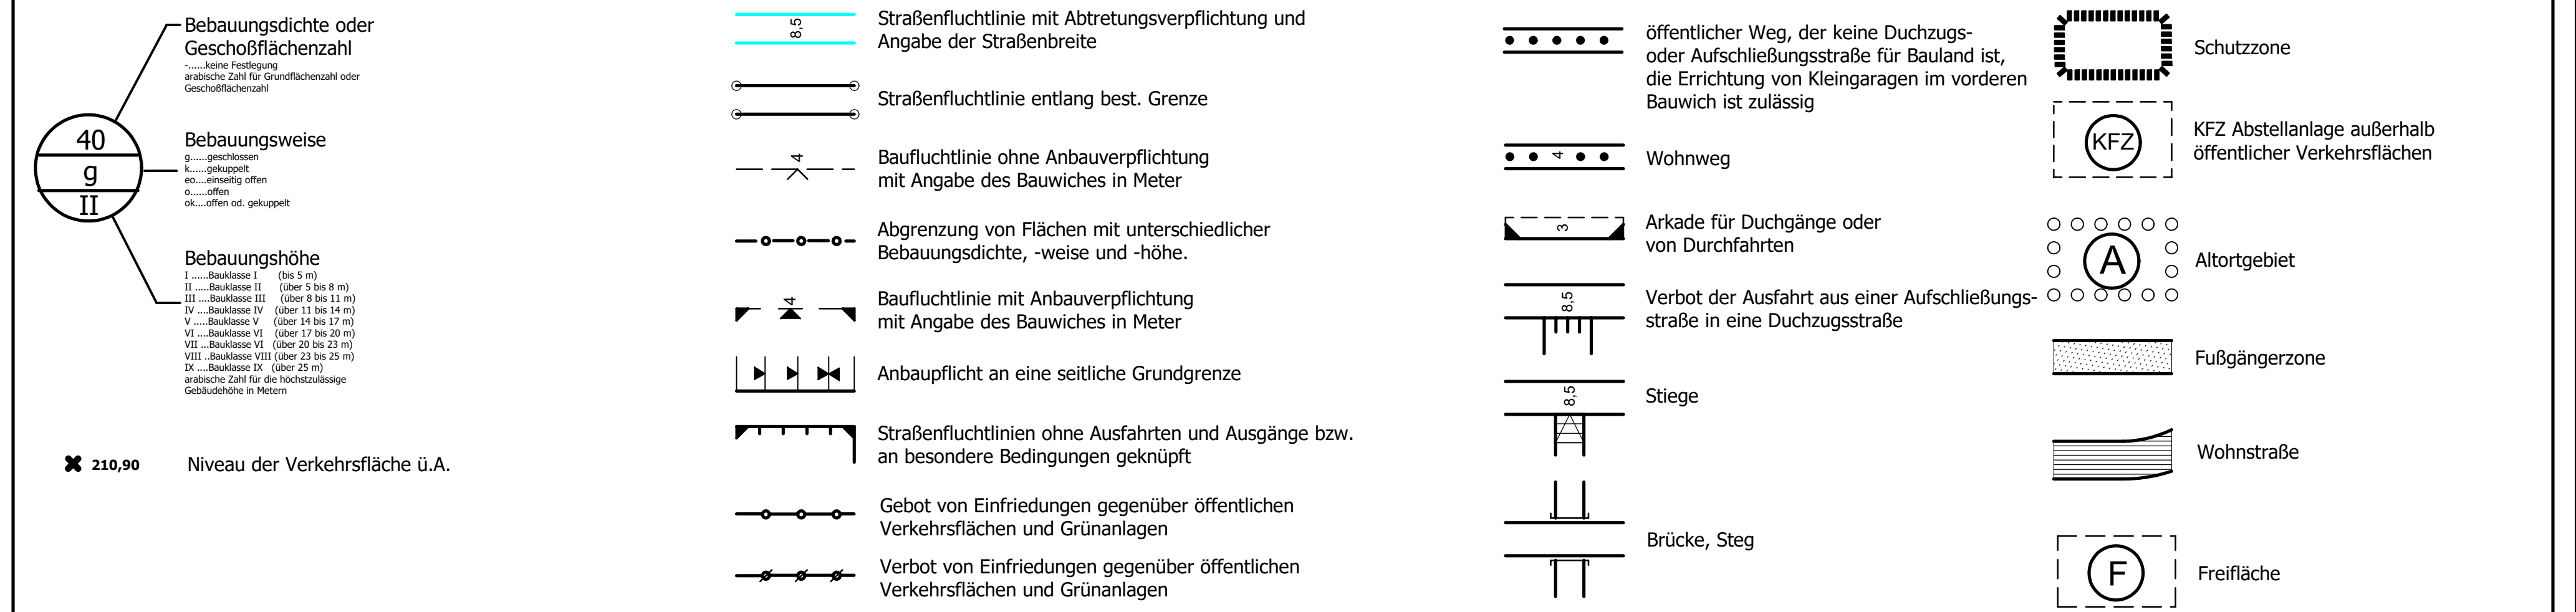 Bebauungsdichte oder
Geschoßflächenzahl
-......keine Festlegung
arabische Zahl für Grundflächenzahl oder
Geschoßflächenzahl
40
g
II
Bebauungsweise
g......geschlossen
k......gekuppelt
eo....einseitig offen
o......offen
ok....offen od. gekuppelt
Bebauungshöhe
I ......Bauklasse I (bis 5 m)
II .....Bauklasse II (über 5 bis 8 m)
III ....Bauklasse III (über 8 bis 11 m)
IV ....Bauklasse IV (über 11 bis 14 m)
V .....Bauklasse V (über 14 bis 17 m)
VI ....Bauklasse VI (über 17 bis 20 m)
VII ...Bauklasse VI (über 20 bis 23 m)
VIII ..Bauklasse VIII (über 23 bis 25 m)
IX ....Bauklasse IX (über 25 m)
arabische Zahl für die höchstzulässige
Gebäudehöhe in Metern
210,90 Niveau der Verkehrsfläche ü.A.
8,5
Straßenfluchtlinie mit Abtretungsverpflichtung und
Angabe der Straßenbreite
Straßenfluchtlinie entlang best. Grenze
4
Baufluchtlinie ohne Anbauverpflichtung
mit Angabe des Bauwiches in Meter
Abgrenzung von Flächen mit unterschiedlicher
Bebauungsdichte, -weise und -höhe.
4
Baufluchtlinie mit Anbauverpflichtung
mit Angabe des Bauwiches in Meter
Anbaupflicht an eine seitliche Grundgrenze
Straßenfluchtlinien ohne Ausfahrten und Ausgänge bzw.
an besondere Bedingungen geknüpft
Gebot von Einfriedungen gegenüber öffentlichen
Verkehrsflächen und Grünanlagen
Verbot von Einfriedungen gegenüber öffentlichen
Verkehrsflächen und Grünanlagen
öffentlicher Weg, der keine Duchzugs-
oder Aufschließungsstraße für Bauland ist,
die Errichtung von Kleingaragen im vorderen
Bauwich ist zulässig
4
Wohnweg
3
Arkade für Duchgänge oder
von Durchfahrten
8,5
Verbot der Ausfahrt aus einer Aufschließungs-
straße in eine Duchzugsstraße
8,5
Stiege
Brücke, Steg
Schutzzone
KFZ
KFZ Abstellanlage außerhalb
öffentlicher Verkehrsflächen
A
Altortgebiet
Fußgängerzone
Wohnstraße
F
Freifläche